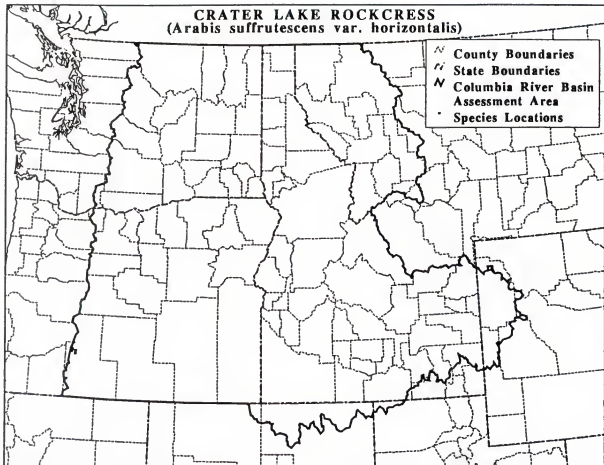 CRATER LAKE ROCKCRESS
(Arabis suffrutescens var. horizontalis)
County Boundaries
State Boundaries
Columbia River Basin
Assessment Area
Species Locations